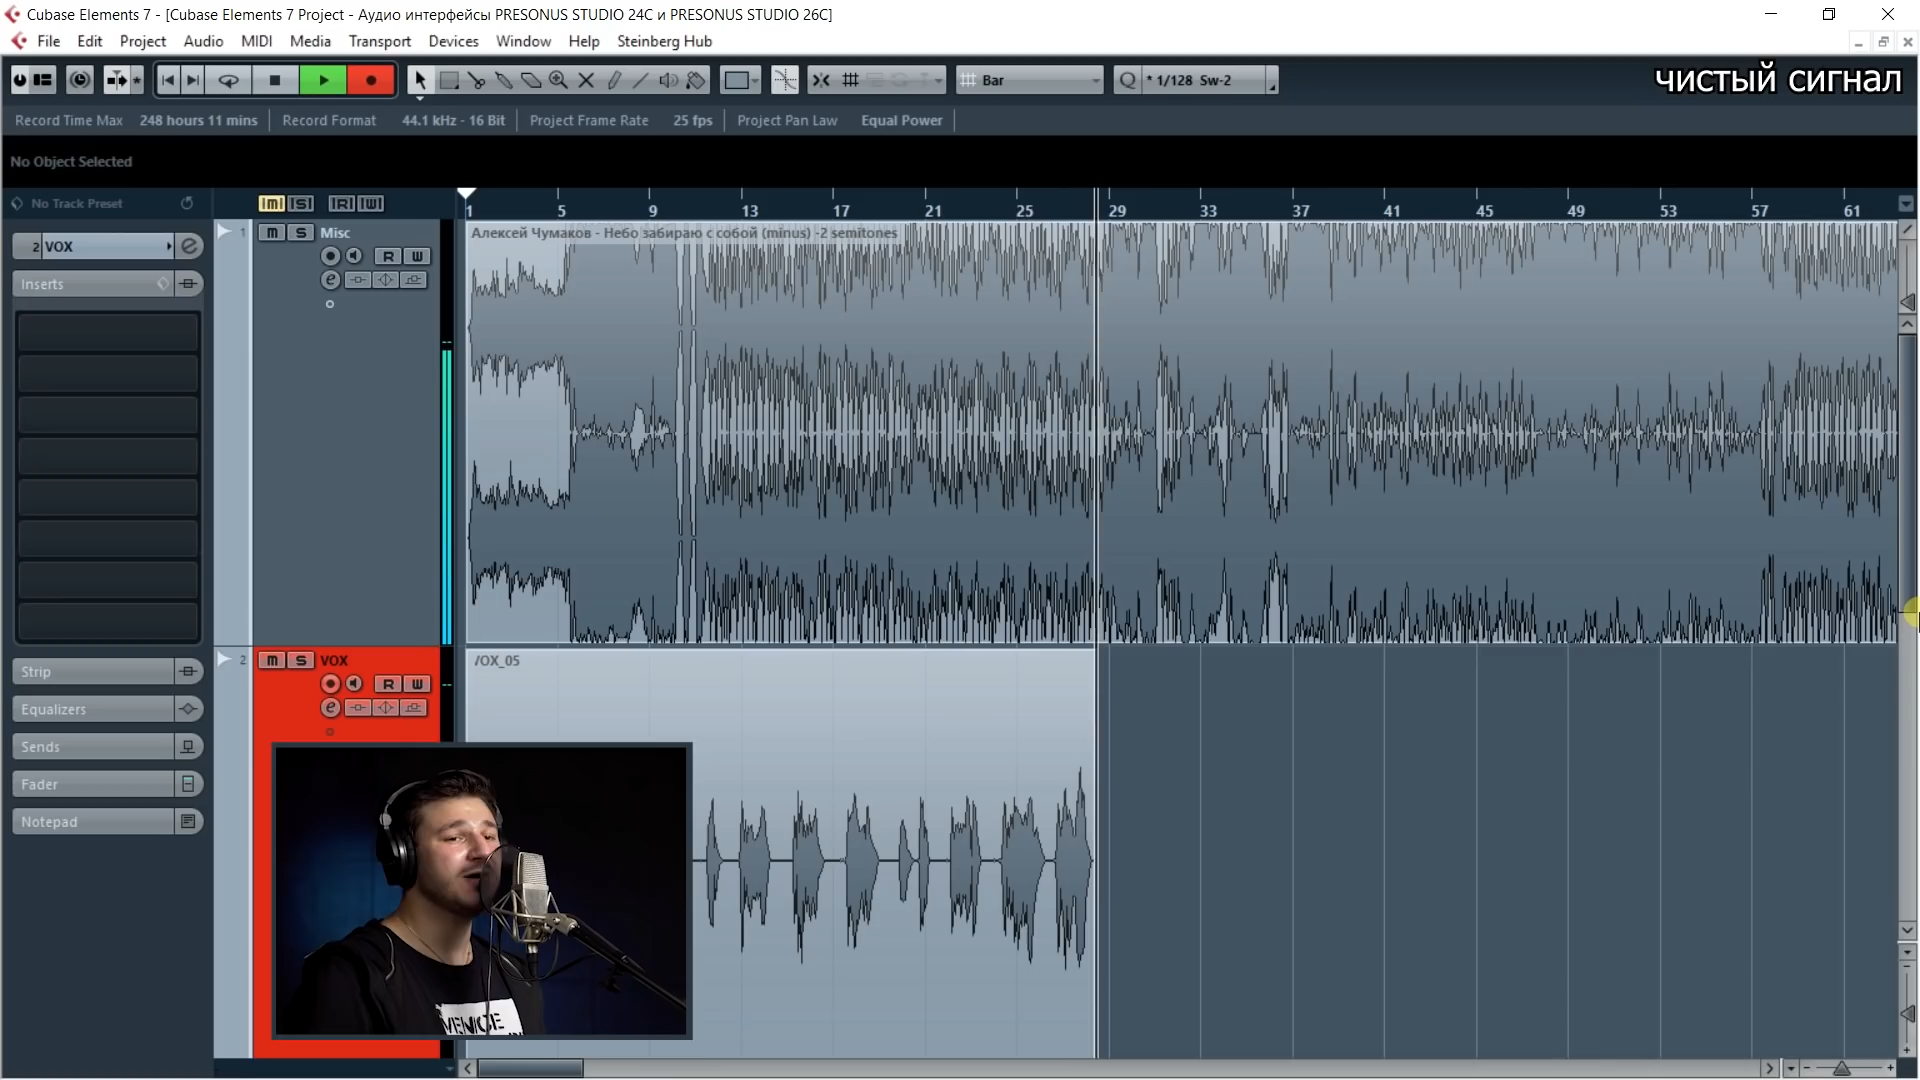 Cubase Elements 7 - [Cubase Elements 7 Project - Аудио интерфейсы PRESONUS STUDIO 24C и PRESONUS STUDIO 26C]
File Edit Project Audio MIDI Media Transport Devices Window Help Steinberg Hub
Bar
Q * 1/128 Sw-2
чистый сигнал
Record Time Max 248 hours 11 mins Record Format 44.1 kHz - 16 Bit Project Frame Rate 25 fps Project Pan Law Equal Power
No Object Selected
No Track Preset
m S R W
1 5 9 13 17 21 25 29 33 37 41 45 49 53 57 61
2 VOX e
Inserts
Strip
Equalizers
Sends
Fader
Notepad
1 m S Misc
R W
e
Алексей Чумаков - Небо забираю с собой (minus) -2 semitones
2 m S VOX
R W
e
/OX_05
VENICE